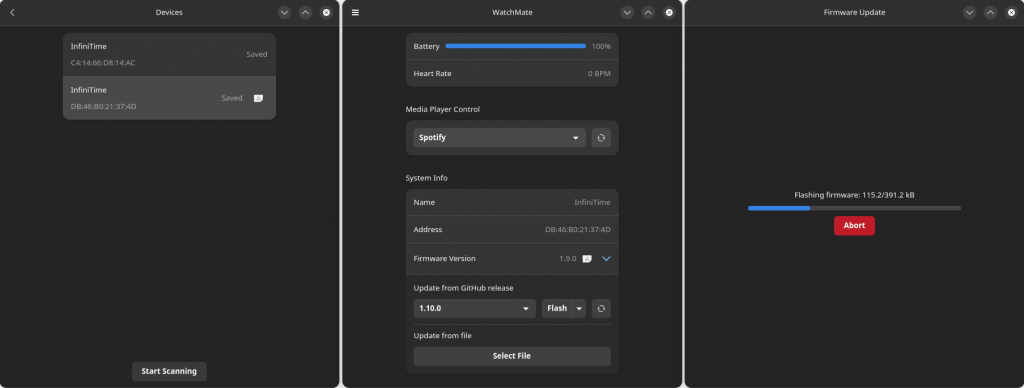 Devices
InfiniTime
C4:14:66:D8:14:AC
Saved
InfiniTime
DB:46:B0:21:37:4D
Saved
Start Scanning
WatchMate
Battery 100%
Heart Rate 0 BPM
Media Player Control
Spotify
System Info
Name InfiniTime
Address DB:46:B0:21:37:4D
Firmware Version 1.9.0
Update from GitHub release
1.10.0 Flash
Update from file
Select File
Firmware Update
Flashing firmware: 115.2/391.2 kB
Abort